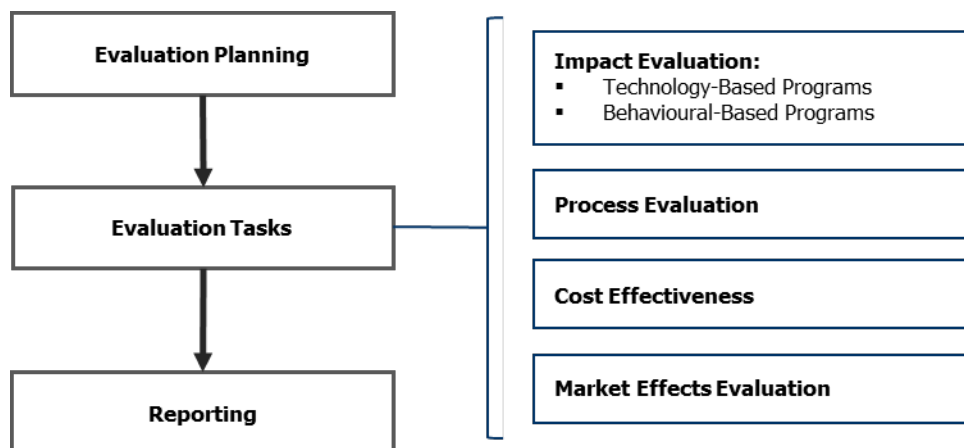 Evaluation Planning
Evaluation Tasks
Reporting
Impact Evaluation:
▪ Technology-Based Programs
▪ Behavioural-Based Programs
Process Evaluation
Cost Effectiveness
Market Effects Evaluation